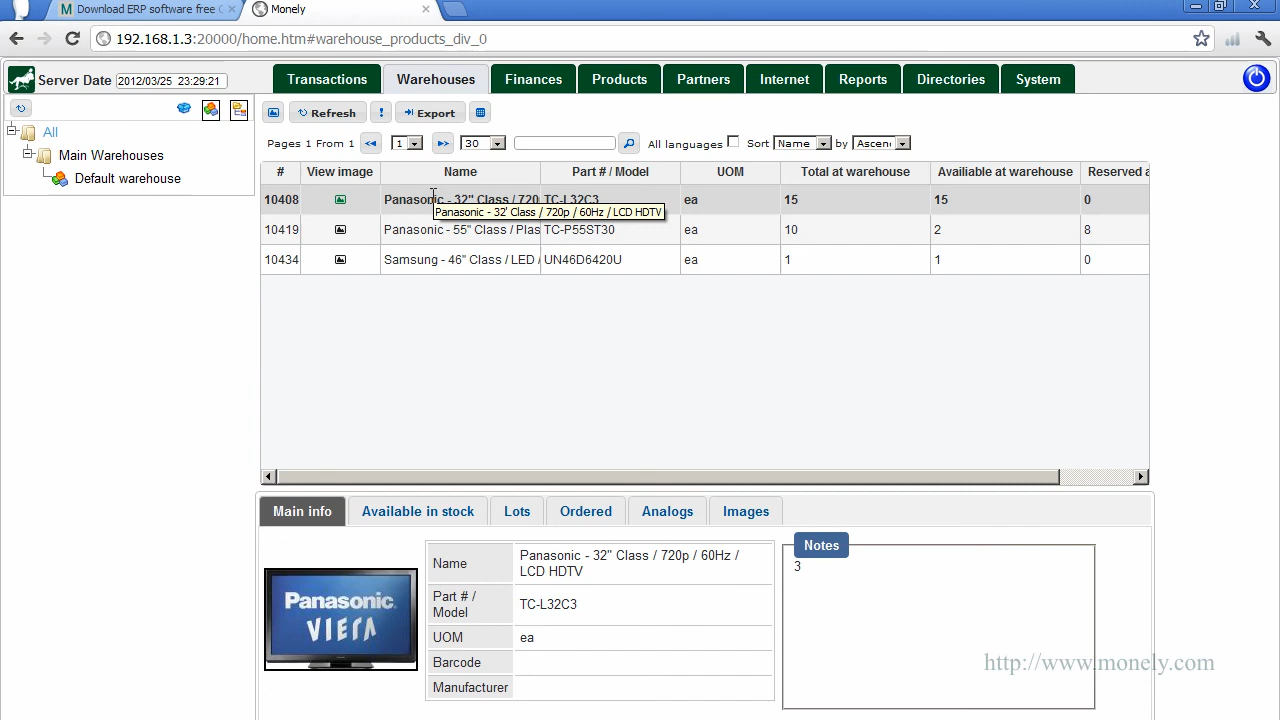 Download ERP software free
Monely
192.168.1.3:20000/home.htm#warehouse_products_div_0
Server Date 2012/03/25 23:29:21
Transactions Warehouses Finances Products Partners Internet Reports Directories System
Refresh ! Export
Pages 1 From 1 1 30 All languages Sort Name by Ascen
All
Main Warehouses
Default warehouse
# View image Name Part # / Model UOM Total at warehouse Available at warehouse Reserved a
10408 Panasonic - 32" Class / 720 TC-L32C3 ea 15 15 0
Panasonic - 32' Class / 720p / 60Hz / LCD HDTV
10419 Panasonic - 55" Class / Plas TC-P55ST30 ea 10 2 8
10434 Samsung - 46" Class / LED / UN46D6420U ea 1 1 0
Main info Available in stock Lots Ordered Analogs Images
Panasonic
VIERA
Name Panasonic - 32" Class / 720p / 60Hz /
LCD HDTV
Part # /
Model TC-L32C3
UOM ea
Barcode
Manufacturer
Notes
3
http://www.monely.com